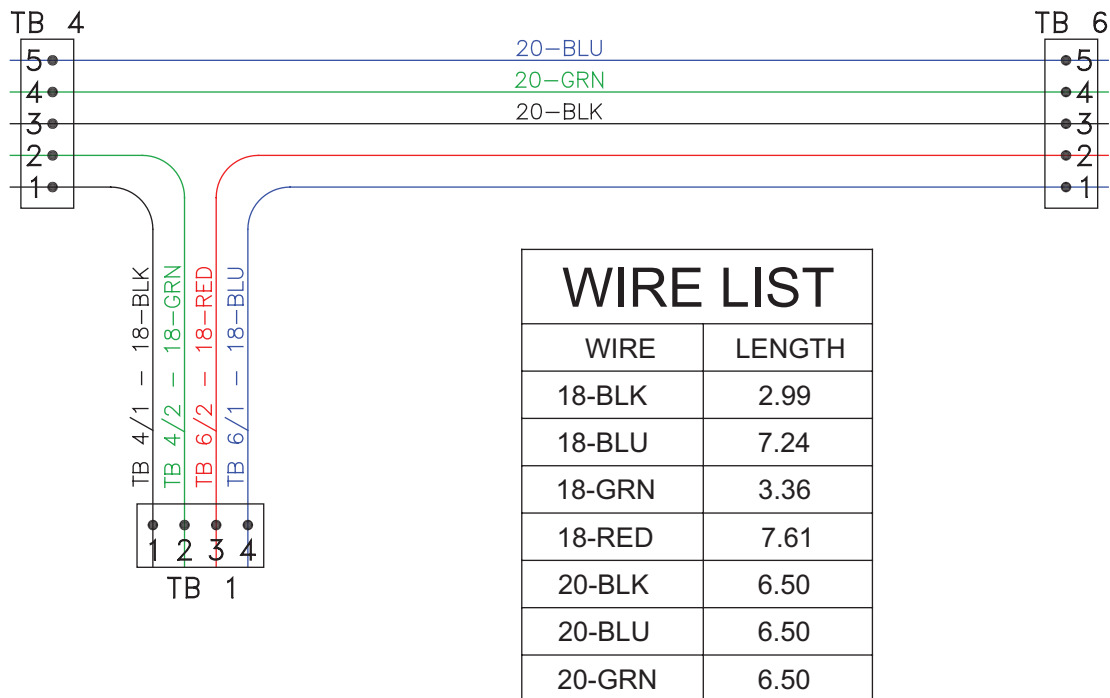 TB 4
TB 6
5
20-BLU
5
4
20-GRN
4
3
20-BLK
3
2
2
1
1
TB 4/1 - 18-BLK
TB 4/2 - 18-GRN
TB 6/2 - 18-RED
TB 6/1 - 18-BLU
1 2 3 4
TB 1
WIRE LIST
WIRE LENGTH
18-BLK 2.99
18-BLU 7.24
18-GRN 3.36
18-RED 7.61
20-BLK 6.50
20-BLU 6.50
20-GRN 6.50